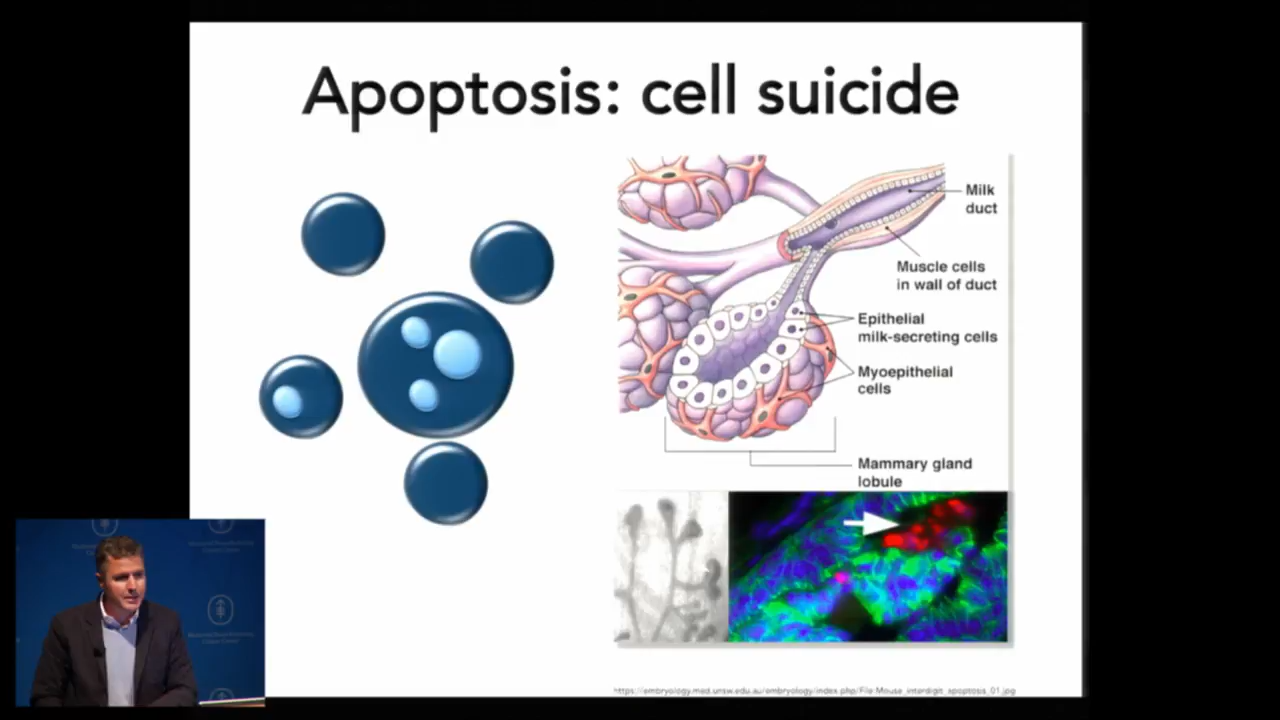 Apoptosis: cell suicide
Milk
duct
Muscle cells
in wall of duct
Epithelial
milk-secreting cells
Myoepithelial
cells
Mammary gland
lobule
https://embryology.med.unsw.edu.au/embryology/index.php/File:Mouse_interdigit_apoptosis_01.jpg